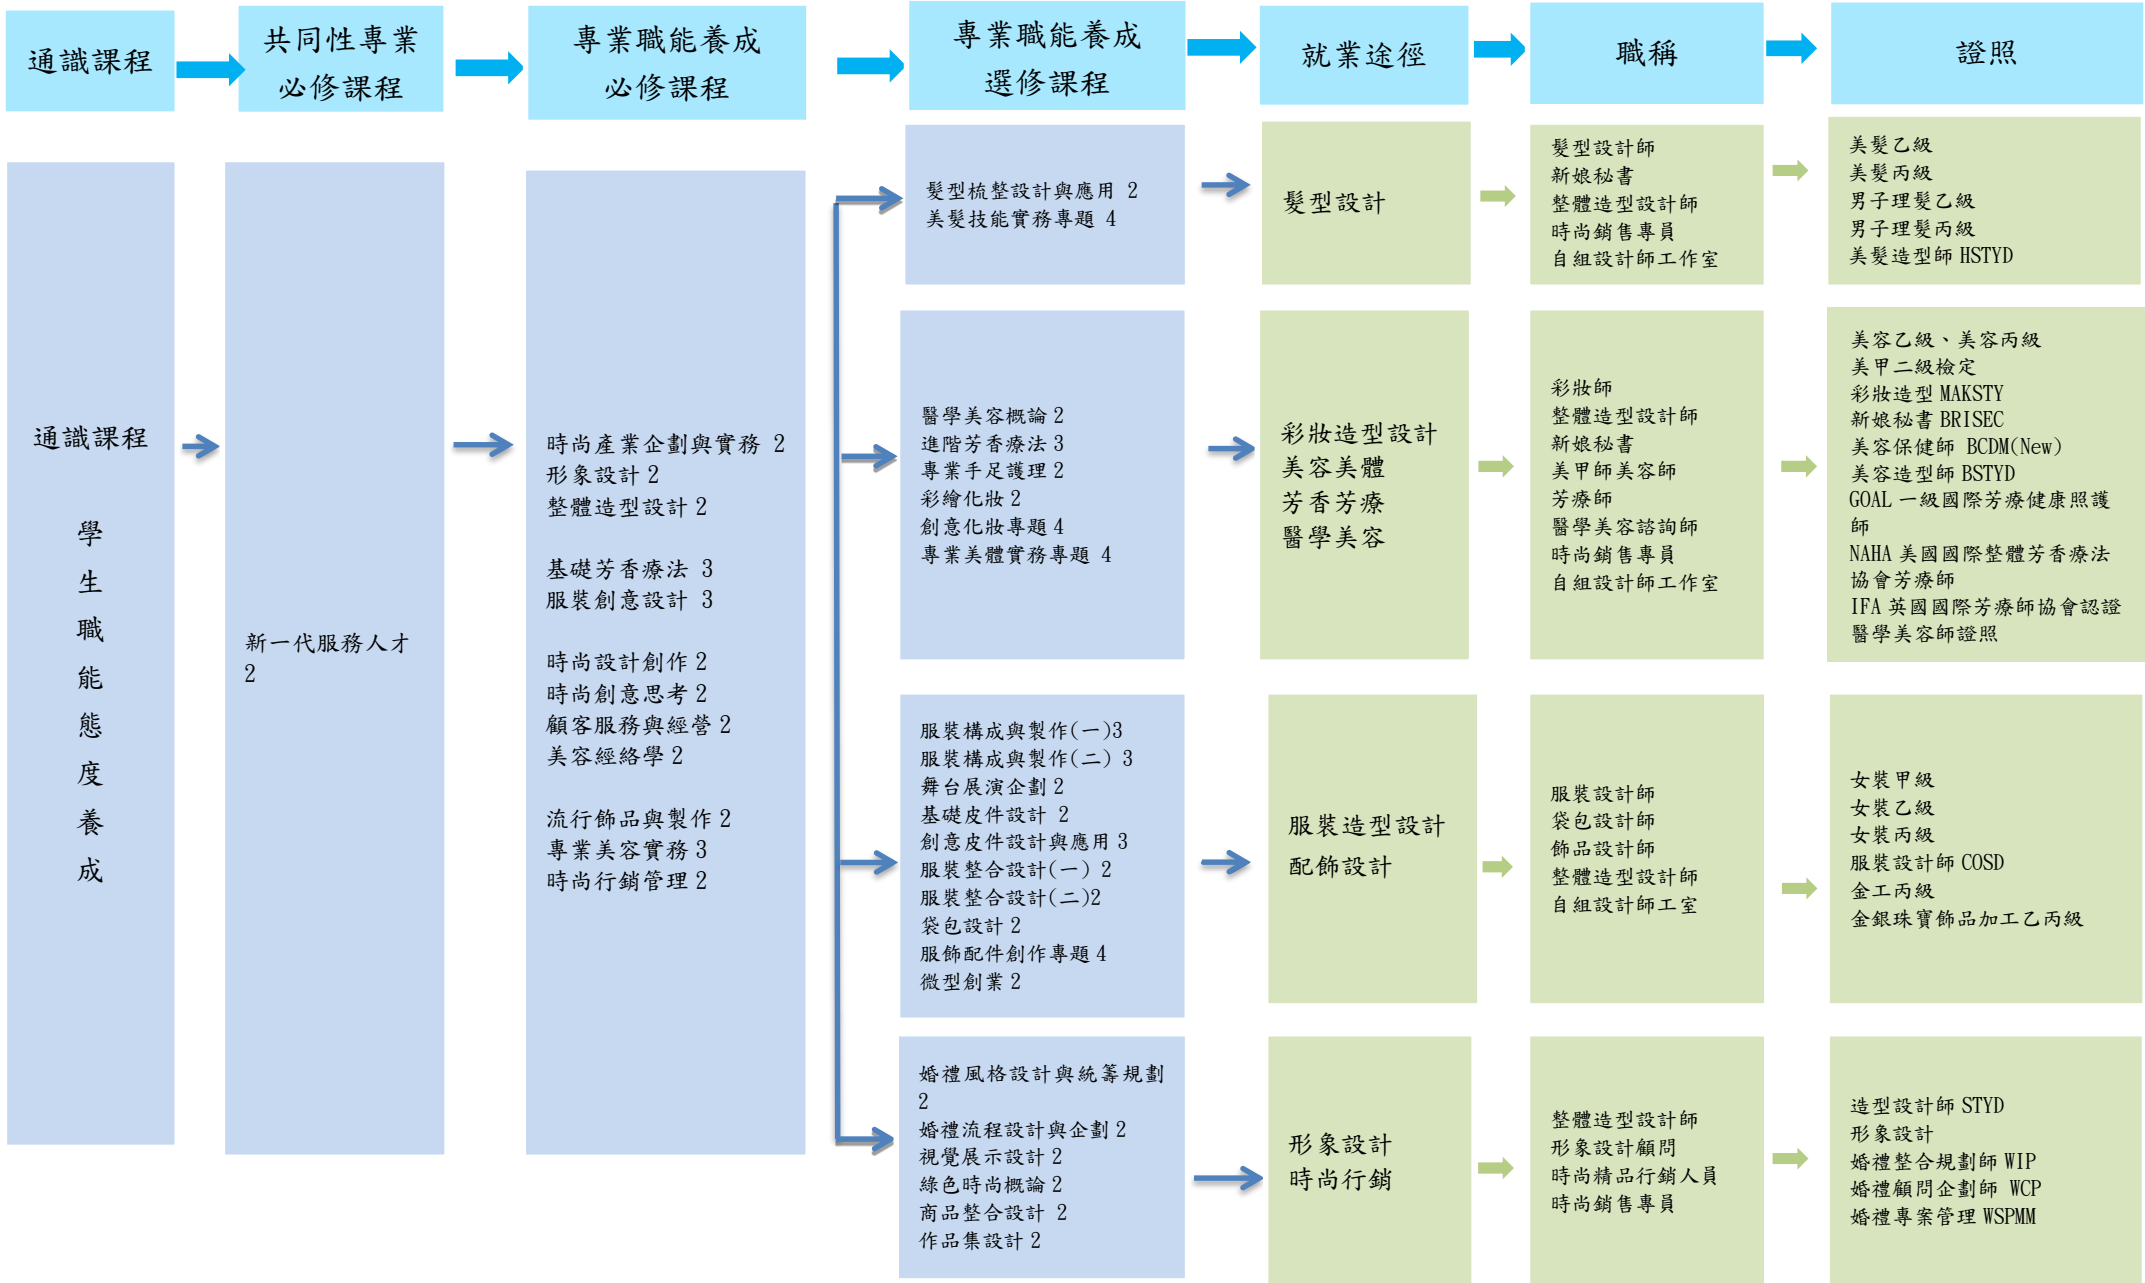 通識課程
共同性專業
必修課程
專業職能養成
必修課程
專業職能養成
選修課程
就業途徑
職稱
證照
通識課程
學
生
職
能
態
度
養
成
新一代服務人才
2
時尚產業企劃與實務 2
形象設計 2
整體造型設計 2
基礎芳香療法 3
服裝創意設計 3
時尚設計創作 2
時尚創意思考 2
顧客服務與經營 2
美容經絡學 2
流行飾品與製作 2
專業美容實務 3
時尚行銷管理 2
髮型梳整設計與應用 2
美髮技能實務專題 4
髮型設計
髮型設計師
新娘秘書
整體造型設計師
時尚銷售專員
自組設計師工作室
美髮乙級
美髮丙級
男子理髮乙級
男子理髮丙級
美髮造型師 HSTYD
醫學美容概論 2
進階芳香療法 3
專業手足護理 2
彩繪化妝 2
創意化妝專題 4
專業美體實務專題 4
彩妝造型設計
美容美體
芳香芳療
醫學美容
彩妝師
整體造型設計師
新娘秘書
美甲師美容師
芳療師
醫學美容諮詢師
時尚銷售專員
自組設計師工作室
美容乙級、美容丙級
美甲二級檢定
彩妝造型 MAKSTY
新娘秘書 BRISEC
美容保健師 BCDM(New)
美容造型師 BSTYD
GOAL 一級國際芳療健康照護
師
NAHA 美國國際整體芳香療法
協會芳療師
IFA 英國國際芳療師協會認證
醫學美容師證照
服裝構成與製作(一)3
服裝構成與製作(二) 3
舞台展演企劃 2
基礎皮件設計 2
創意皮件設計與應用 3
服裝整合設計(一) 2
服裝整合設計(二)2
袋包設計 2
服飾配件創作專題 4
微型創業 2
服裝造型設計
配飾設計
服裝設計師
袋包設計師
飾品設計師
整體造型設計師
自組設計師工室
女裝甲級
女裝乙級
女裝丙級
服裝設計師 COSD
金工丙級
金銀珠寶飾品加工乙丙級
婚禮風格設計與統籌規劃
2
婚禮流程設計與企劃 2
視覺展示設計 2
綠色時尚概論 2
商品整合設計 2
作品集設計 2
形象設計
時尚行銷
整體造型設計師
形象設計顧問
時尚精品行銷人員
時尚銷售專員
造型設計師 STYD
形象設計
婚禮整合規劃師 WIP
婚禮顧問企劃師 WCP
婚禮專案管理 WSPMM